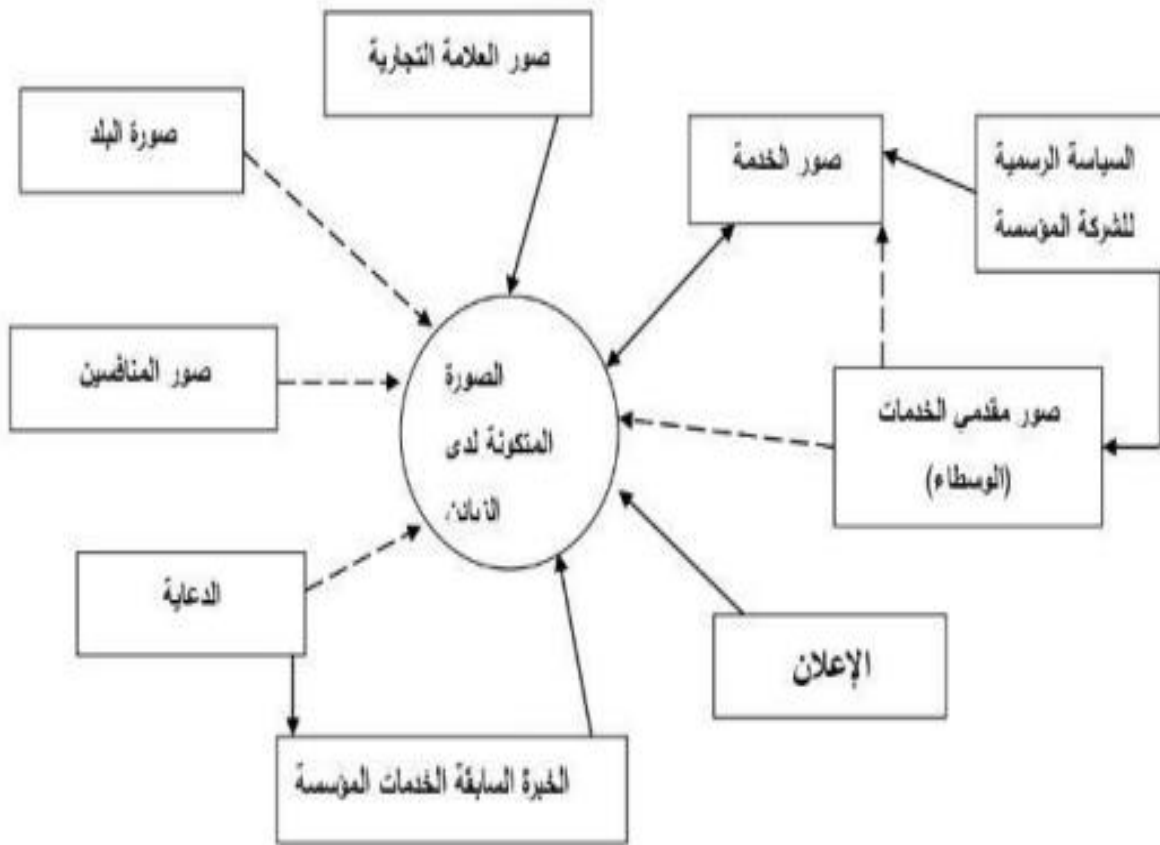 صور العلامة التجارية
صورة البلد
صور الخدمة
السياسة الرسمية
للشركة المؤسسة
صور المنافسين
الصورة
المتكونة لدى
صور مقدمي الخدمات
(الوسطاء)
الدعاية
الإعلان
الخبرة السابقة الخدمات المؤسسة